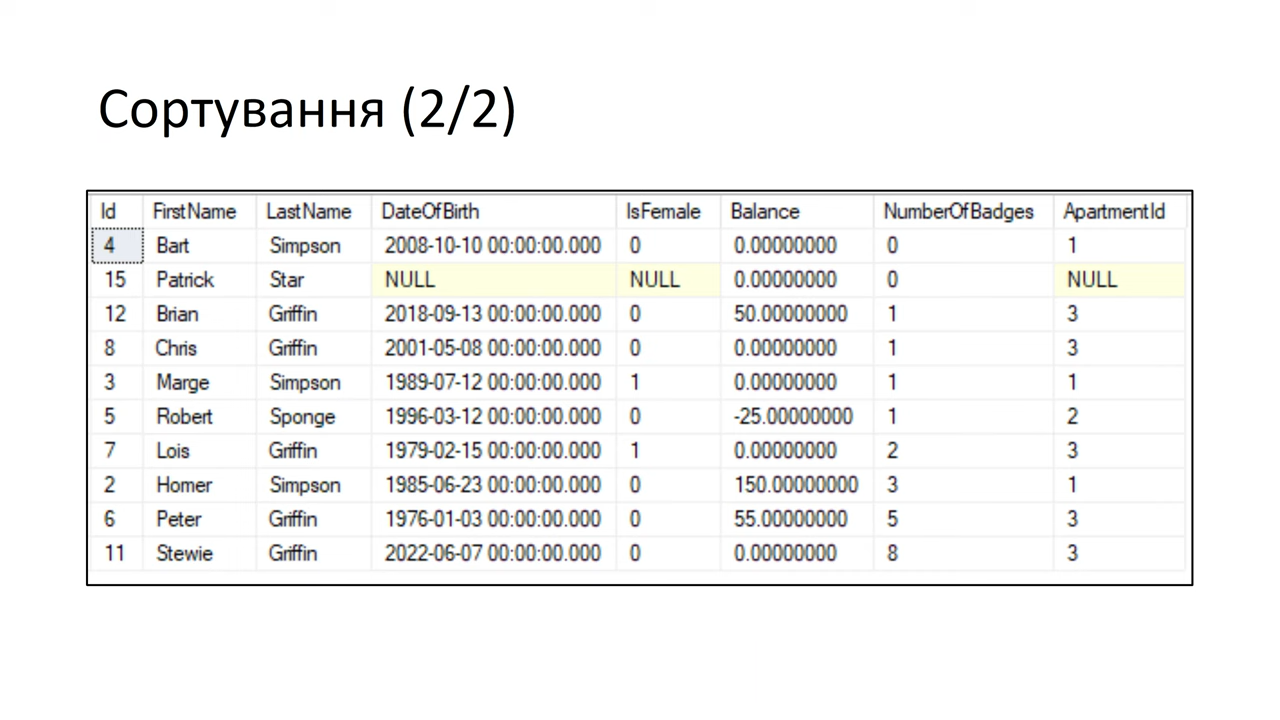 Сортування (2/2)
Id FirstName LastName DateOfBirth IsFemale Balance NumberOfBadges ApartmentId
4 Bart Simpson 2008-10-10 00:00:00.000 0 0.00000000 0 1
15 Patrick Star NULL NULL 0.00000000 0 NULL
12 Brian Griffin 2018-09-13 00:00:00.000 0 50.00000000 1 3
8 Chris Griffin 2001-05-08 00:00:00.000 0 0.00000000 1 3
3 Marge Simpson 1989-07-12 00:00:00.000 1 0.00000000 1 1
5 Robert Sponge 1996-03-12 00:00:00.000 0 -25.00000000 1 2
7 Lois Griffin 1979-02-15 00:00:00.000 1 0.00000000 2 3
2 Homer Simpson 1985-06-23 00:00:00.000 0 150.00000000 3 1
6 Peter Griffin 1976-01-03 00:00:00.000 0 55.00000000 5 3
11 Stewie Griffin 2022-06-07 00:00:00.000 0 0.00000000 8 3